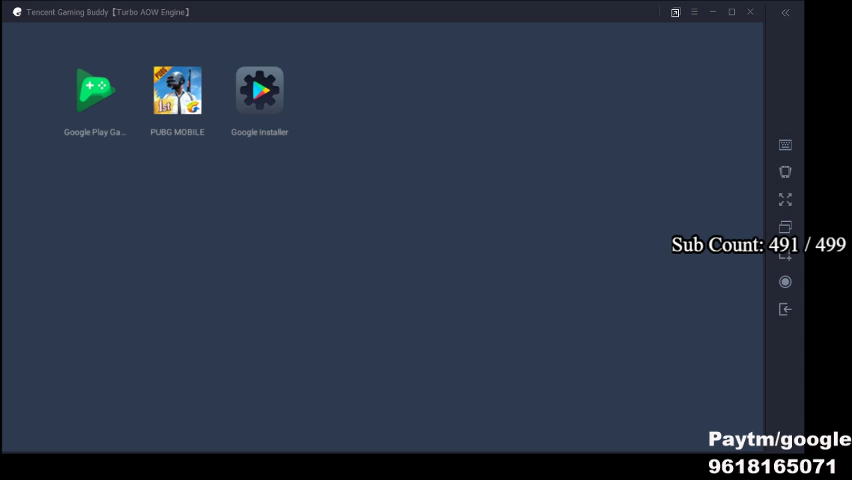 Tencent Gaming Buddy【Turbo AOW Engine】
Google Play Ga...
PUBG MOBILE
Google Installer
Sub Count: 491 / 499
Paytm/google
9618165071